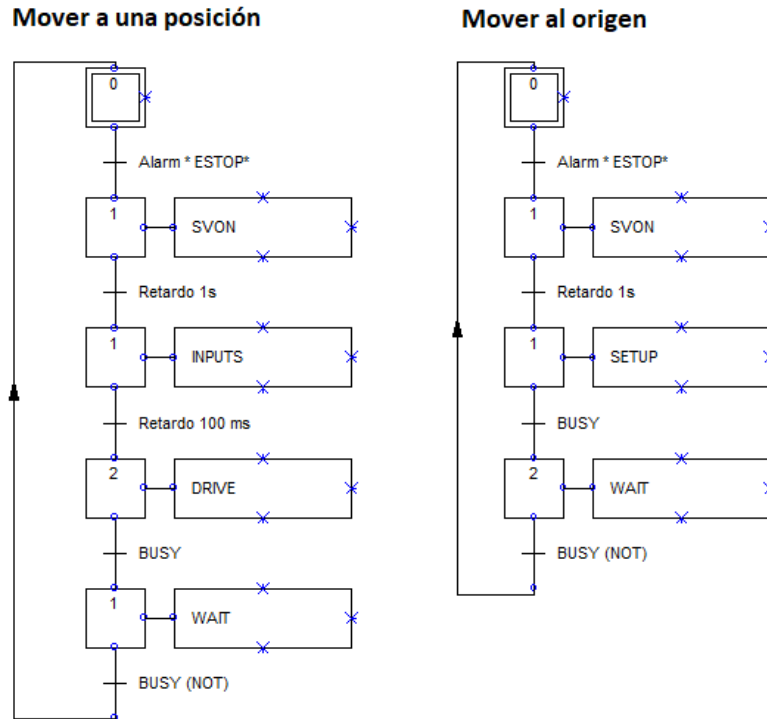 Mover a una posición
0
Alarm * ESTOP*
1
SVON
Retardo 1s
1
INPUTS
Retardo 100 ms
2
DRIVE
BUSY
1
WAIT
BUSY (NOT)
Mover al origen
0
Alarm * ESTOP*
1
SVON
Retardo 1s
1
SETUP
BUSY
2
WAIT
BUSY (NOT)